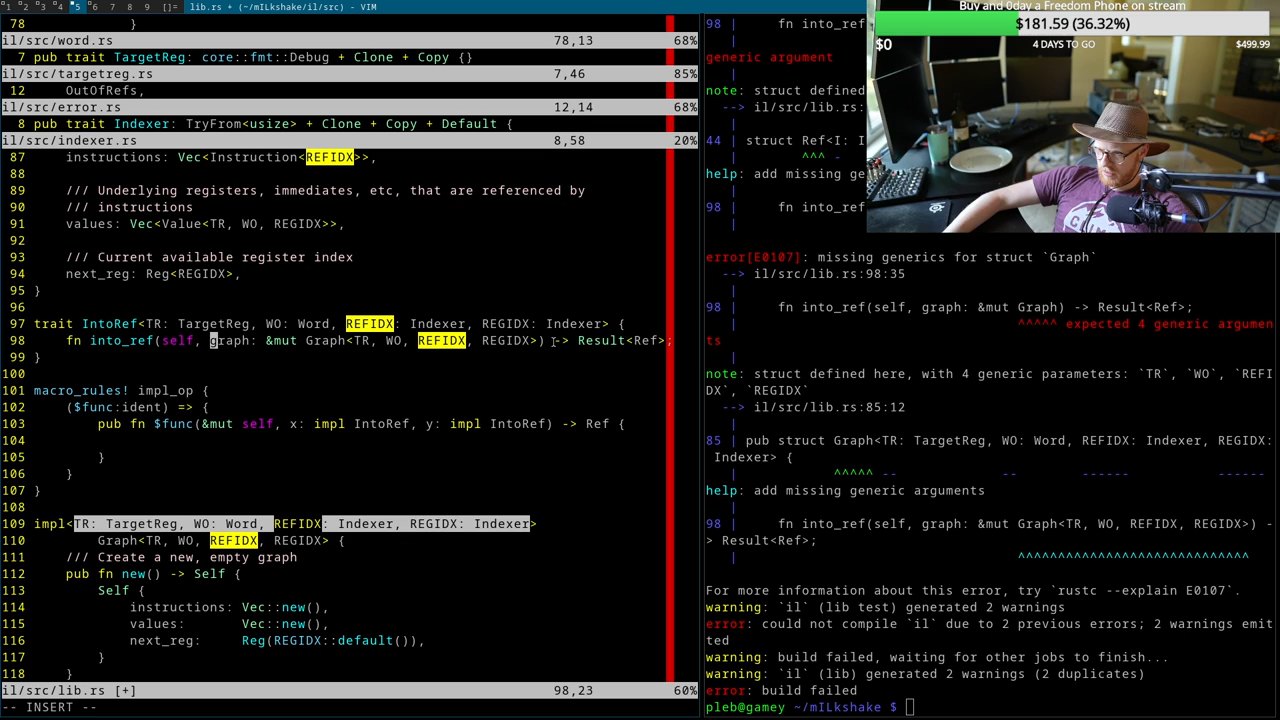 1 2 3 4 5 6 7 8 9 []= lib.rs + (~/mILkshake/il/src) - VIM
78 }
il/src/word.rs 78,13 68%
7 pub trait TargetReg: core::fmt::Debug + Clone + Copy {}
il/src/targetreg.rs 7,46 85%
12 OutOfRefs,
il/src/error.rs 12,14 68%
8 pub trait Indexer: TryFrom<usize> + Clone + Copy + Default {
il/src/indexer.rs 8,58 20%
87 instructions: Vec<Instruction<REFIDX>>,
88
89 /// Underlying registers, immediates, etc, that are referenced by
90 /// instructions
91 values: Vec<Value<TR, WO, REGIDX>>,
92
93 /// Current available register index
94 next_reg: Reg<REGIDX>,
95 }
96
97 trait IntoRef<TR: TargetReg, WO: Word, REFIDX: Indexer, REGIDX: Indexer> {
98 fn into_ref(self, graph: &mut Graph<TR, WO, REFIDX, REGIDX>) -> Result<Ref>;
99 }
100
101 macro_rules! impl_op {
102 ($func:ident) => {
103 pub fn $func(&mut self, x: impl IntoRef, y: impl IntoRef) -> Ref {
104
105 }
106 }
107 }
108
109 impl<TR: TargetReg, WO: Word, REFIDX: Indexer, REGIDX: Indexer>
110 Graph<TR, WO, REFIDX, REGIDX> {
111 /// Create a new, empty graph
112 pub fn new() -> Self {
113 Self {
114 instructions: Vec::new(),
115 values: Vec::new(),
116 next_reg: Reg(REGIDX::default()),
117 }
118 }
il/src/lib.rs [+] 98,23 60%
-- INSERT --
98 | fn into_ref
|
generic argument
|
note: struct defined
--> il/src/lib.rs:
|
44 | struct Ref<I: I
| ^^^ -
help: add missing ge
|
98 | fn into_ref
|
error[E0107]: missing generics for struct `Graph`
--> il/src/lib.rs:98:35
|
98 | fn into_ref(self, graph: &mut Graph) -> Result<Ref>;
| ^^^^^ expected 4 generic argumen
ts
|
note: struct defined here, with 4 generic parameters: `TR`, `WO`, `REFI
DX`, `REGIDX`
--> il/src/lib.rs:85:12
|
85 | pub struct Graph<TR: TargetReg, WO: Word, REFIDX: Indexer, REGIDX:
Indexer> {
| ^^^^^ -- -- ------ ------
help: add missing generic arguments
|
98 | fn into_ref(self, graph: &mut Graph<TR, WO, REFIDX, REGIDX>) -
> Result<Ref>;
| ^^^^^^^^^^^^^^^^^^^^^^^^^^^^^
For more information about this error, try `rustc --explain E0107`.
warning: `il` (lib test) generated 2 warnings
error: could not compile `il` due to 2 previous errors; 2 warnings emit
ted
warning: build failed, waiting for other jobs to finish...
warning: `il` (lib) generated 2 warnings (2 duplicates)
error: build failed
pleb@gamey ~/mILkshake $
Buy and 0day a Freedom Phone on stream
$181.59 (36.32%)
$0 4 DAYS TO GO $499.99